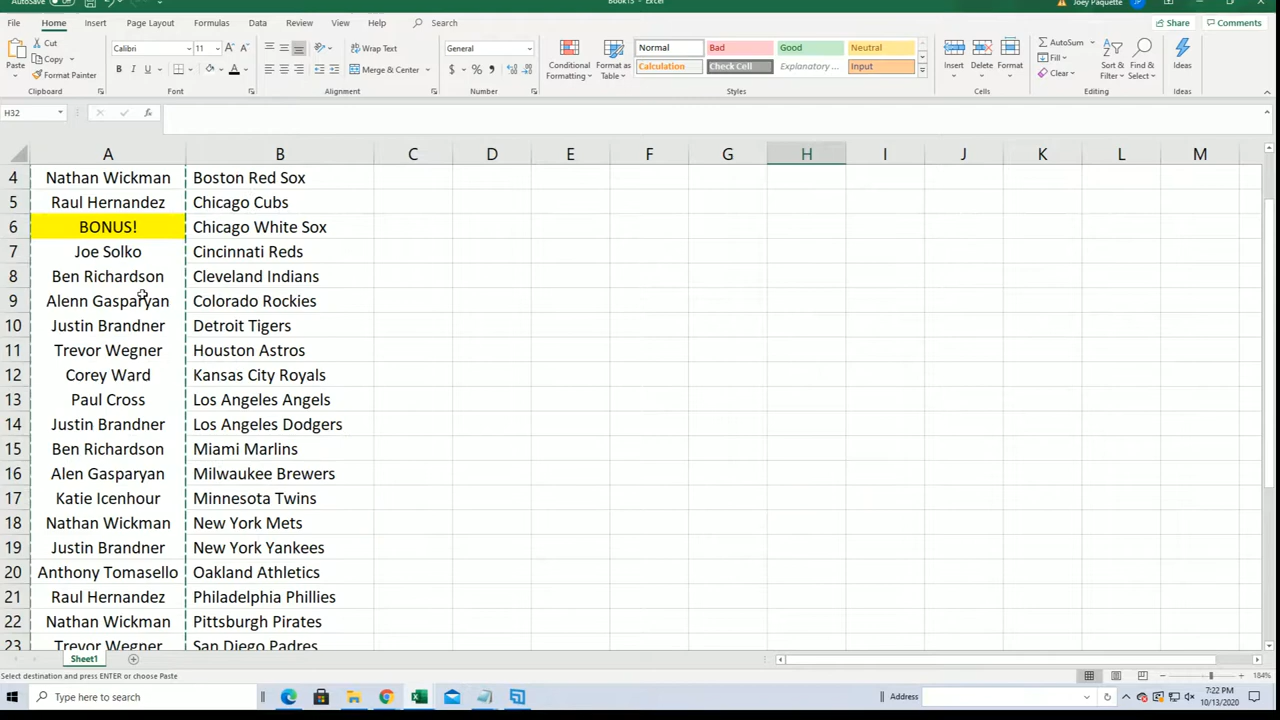 AutoSave Off
Book15 - Excel
Joey Paquette JP
File Home Insert Page Layout Formulas Data Review View Help Search Share Comments
Cut Calibri 11 Wrap Text General Normal Bad Good Neutral AutoSum
Copy Fill
Paste Format Painter B I U Merge & Center $ % Conditional Formatting Format as Table Calculation Check Cell Explanatory ... Input Insert Delete Format Clear Sort & Filter Find & Select Ideas
Clipboard Font Alignment Number Styles Cells Editing Ideas
H32 fx
A B C D E F G H I J K L M
4 Nathan Wickman Boston Red Sox
5 Raul Hernandez Chicago Cubs
6 BONUS! Chicago White Sox
7 Joe Solko Cincinnati Reds
8 Ben Richardson Cleveland Indians
9 Alenn Gasparyan Colorado Rockies
10 Justin Brandner Detroit Tigers
11 Trevor Wegner Houston Astros
12 Corey Ward Kansas City Royals
13 Paul Cross Los Angeles Angels
14 Justin Brandner Los Angeles Dodgers
15 Ben Richardson Miami Marlins
16 Alen Gasparyan Milwaukee Brewers
17 Katie Icenhour Minnesota Twins
18 Nathan Wickman New York Mets
19 Justin Brandner New York Yankees
20 Anthony Tomasello Oakland Athletics
21 Raul Hernandez Philadelphia Phillies
22 Nathan Wickman Pittsburgh Pirates
23 Trevor Wegner San Diego Padres
Sheet1
Select destination and press ENTER or choose Paste 184%
Type here to search Address 7:22 PM
10/13/2020